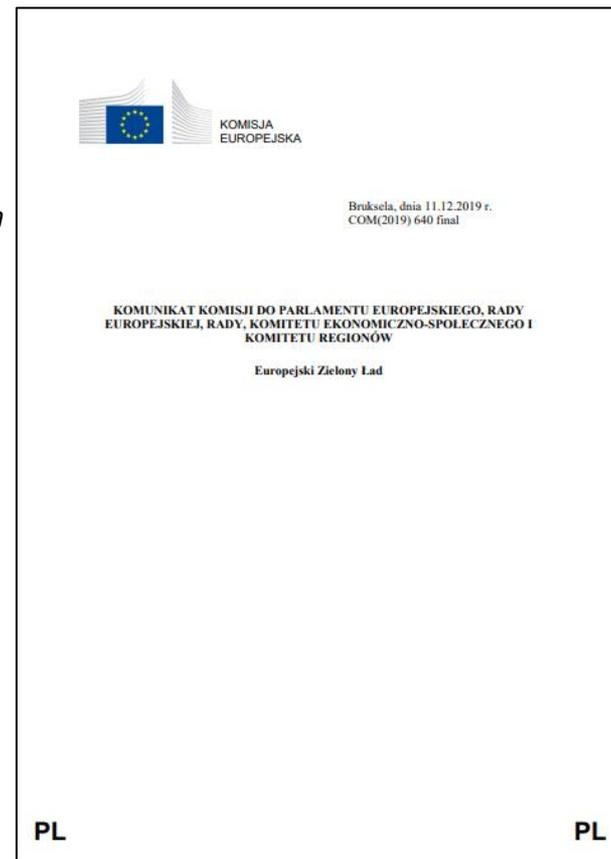 KOMISJA
EUROPEJSKA
Bruksela, dnia 11.12.2019 r.
COM(2019) 640 final
KOMUNIKAT KOMISJI DO PARLAMENTU EUROPEJSKIEGO, RADY
EUROPEJSKIEJ, RADY, KOMITETU EKONOMICZNO-SPOŁECZNEGO I
KOMITETU REGIONÓW
Europejski Zielony Ład
PL PL